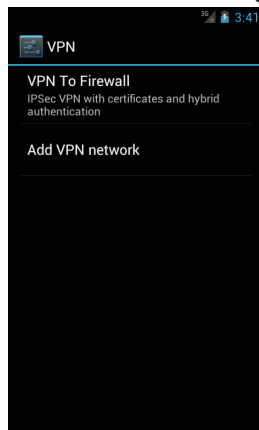 3G 3:41
VPN
VPN To Firewall
IPSec VPN with certificates and hybrid
authentication
Add VPN network